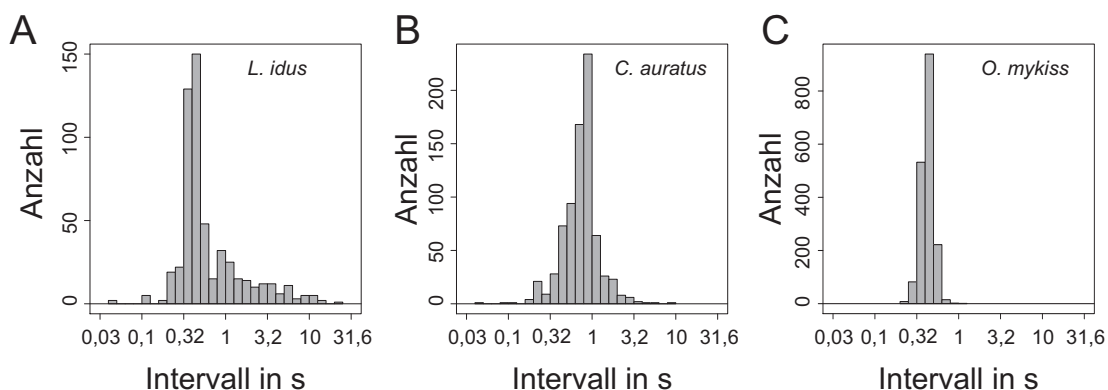 A
L. idus
Anzahl
0
50
100
150
0,03 0,1 0,32 1 3,2 10 31,6
Intervall in s
B
C. auratus
Anzahl
0
50
100
150
200
0,03 0,1 0,32 1 3,2 10 31,6
Intervall in s
C
O. mykiss
Anzahl
0
200
400
600
800
0,03 0,1 0,32 1 3,2 10 31,6
Intervall in s